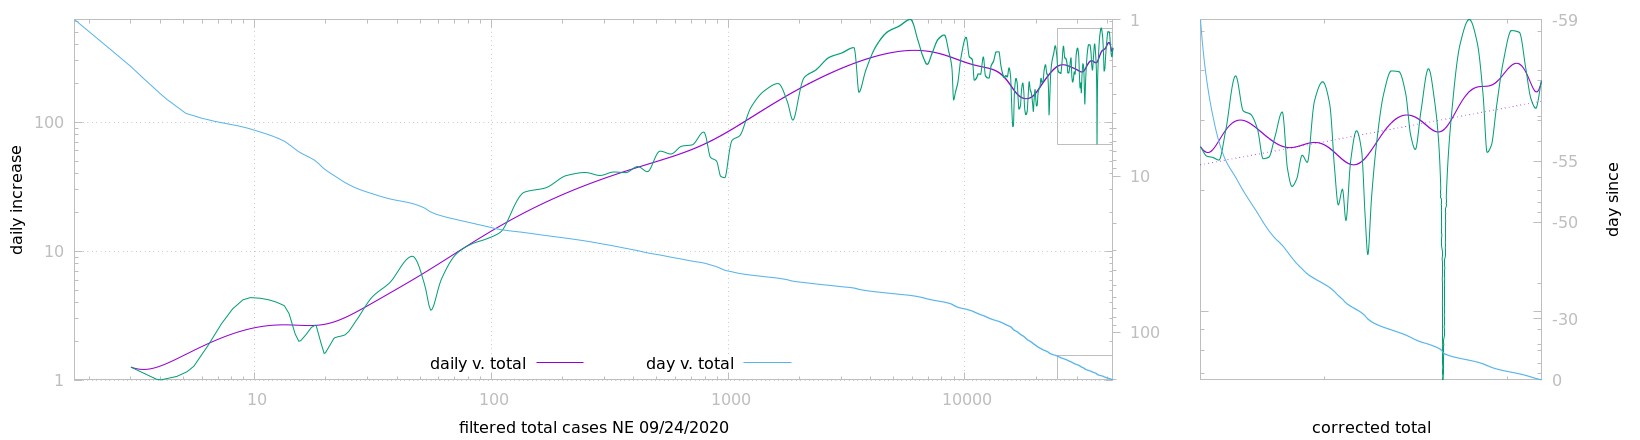 daily increase
100
10
1
10
100
1000
10000
1
10
100
daily v. total
day v. total
filtered total cases NE 09/24/2020
-59
-55
-50
-30
0
day since
corrected total